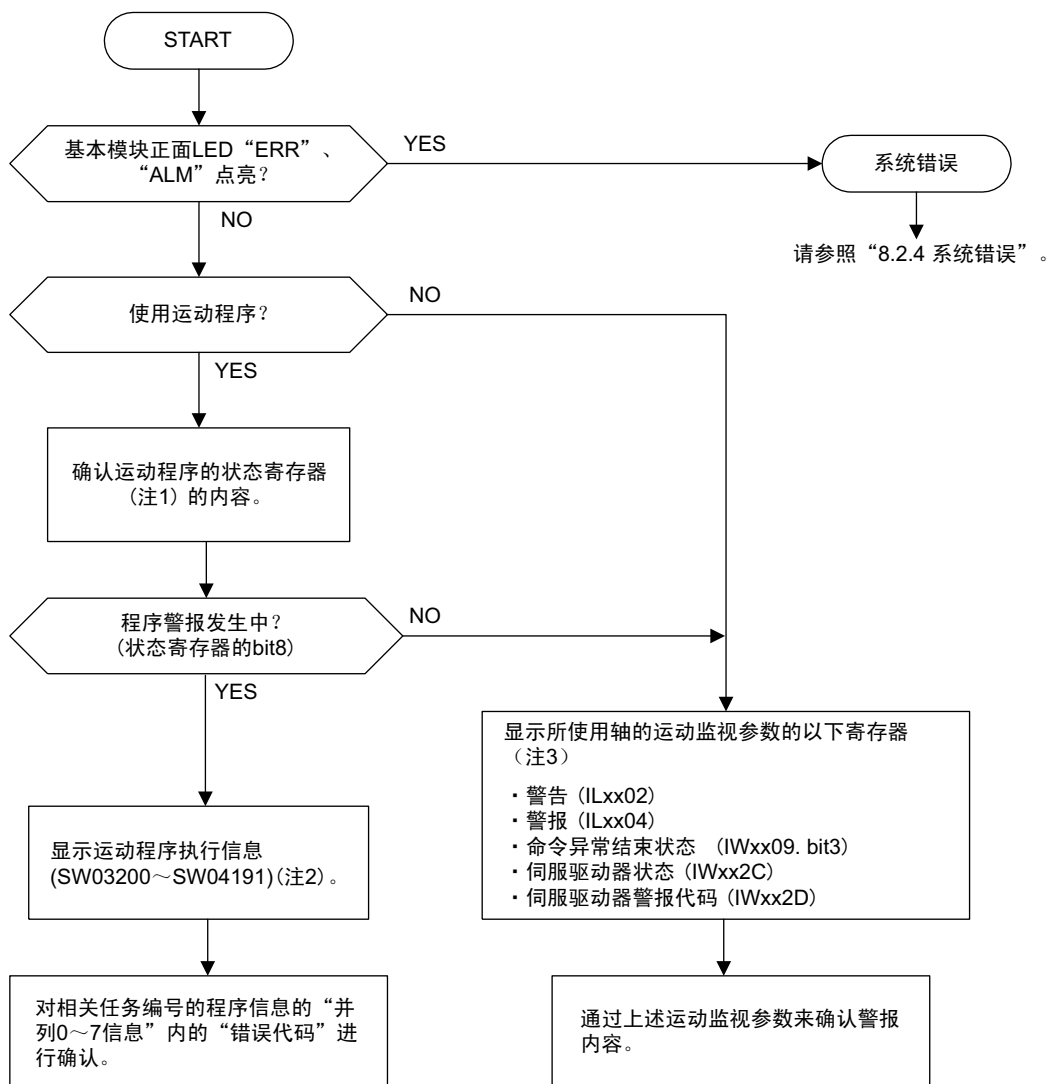 START
基本模块正面LED“ERR”、
“ALM”点亮?
YES
系统错误
NO
请参照“8.2.4 系统错误”。
使用运动程序?
NO
YES
确认运动程序的状态寄存器
(注1) 的内容。
程序警报发生中?
(状态寄存器的bit8)
NO
YES
显示所使用轴的运动监视参数的以下寄存器
(注3)
・警告 (ILxx02)
・警报 (ILxx04)
・命令异常结束状态 (IWxx09. bit3)
・伺服驱动器状态 (IWxx2C)
・伺服驱动器警报代码 (IWxx2D)
显示运动程序执行信息
(SW03200～SW04191)(注2)。
对相关任务编号的程序信息的“并
列0～7信息”内的“错误代码”进
行确认。
通过上述运动监视参数来确认警报
内容。